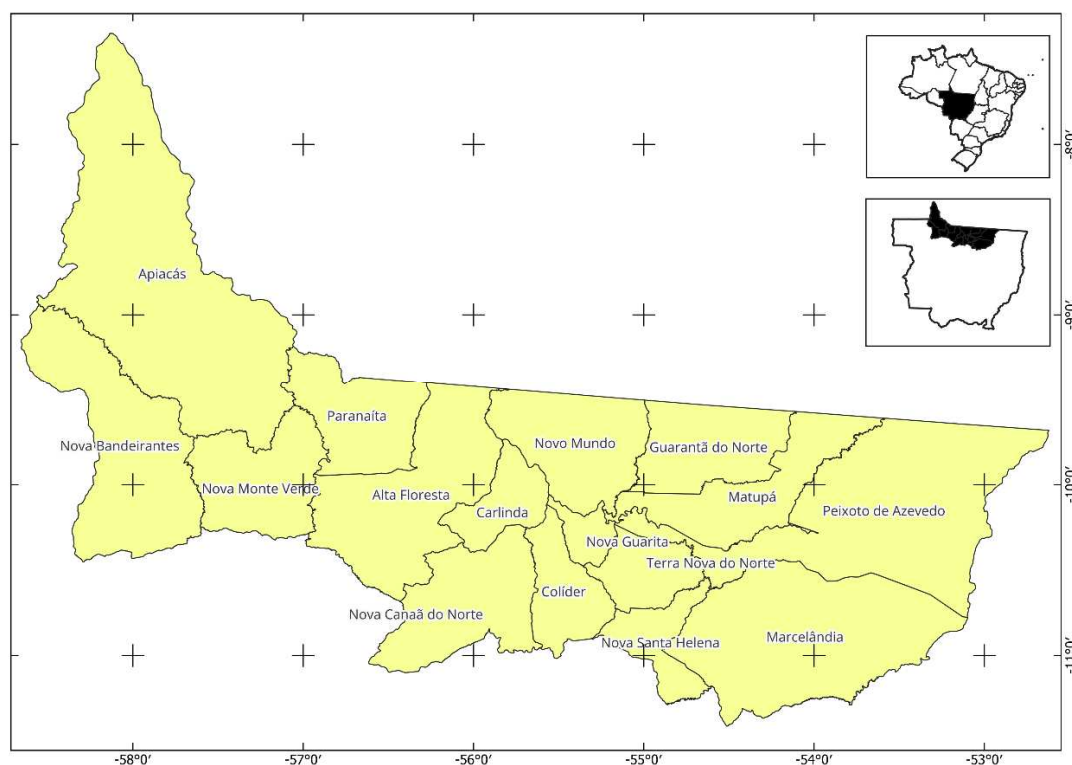 -8°0′
Apiacás
-9°0′
Paranaíta
Nova Bandeirantes
Novo Mundo
Guarantã do Norte
Nova Monte Verde
Alta Floresta
-10°0′
Matupá
Carlinda
Peixoto de Azevedo
Nova Guarita
Terra Nova do Norte
Colíder
Nova Canaã do Norte
Nova Santa Helena
Marcelândia
-11°0′
-58°0′
-57°0′
-56°0′
-55°0′
-54°0′
-53°0′